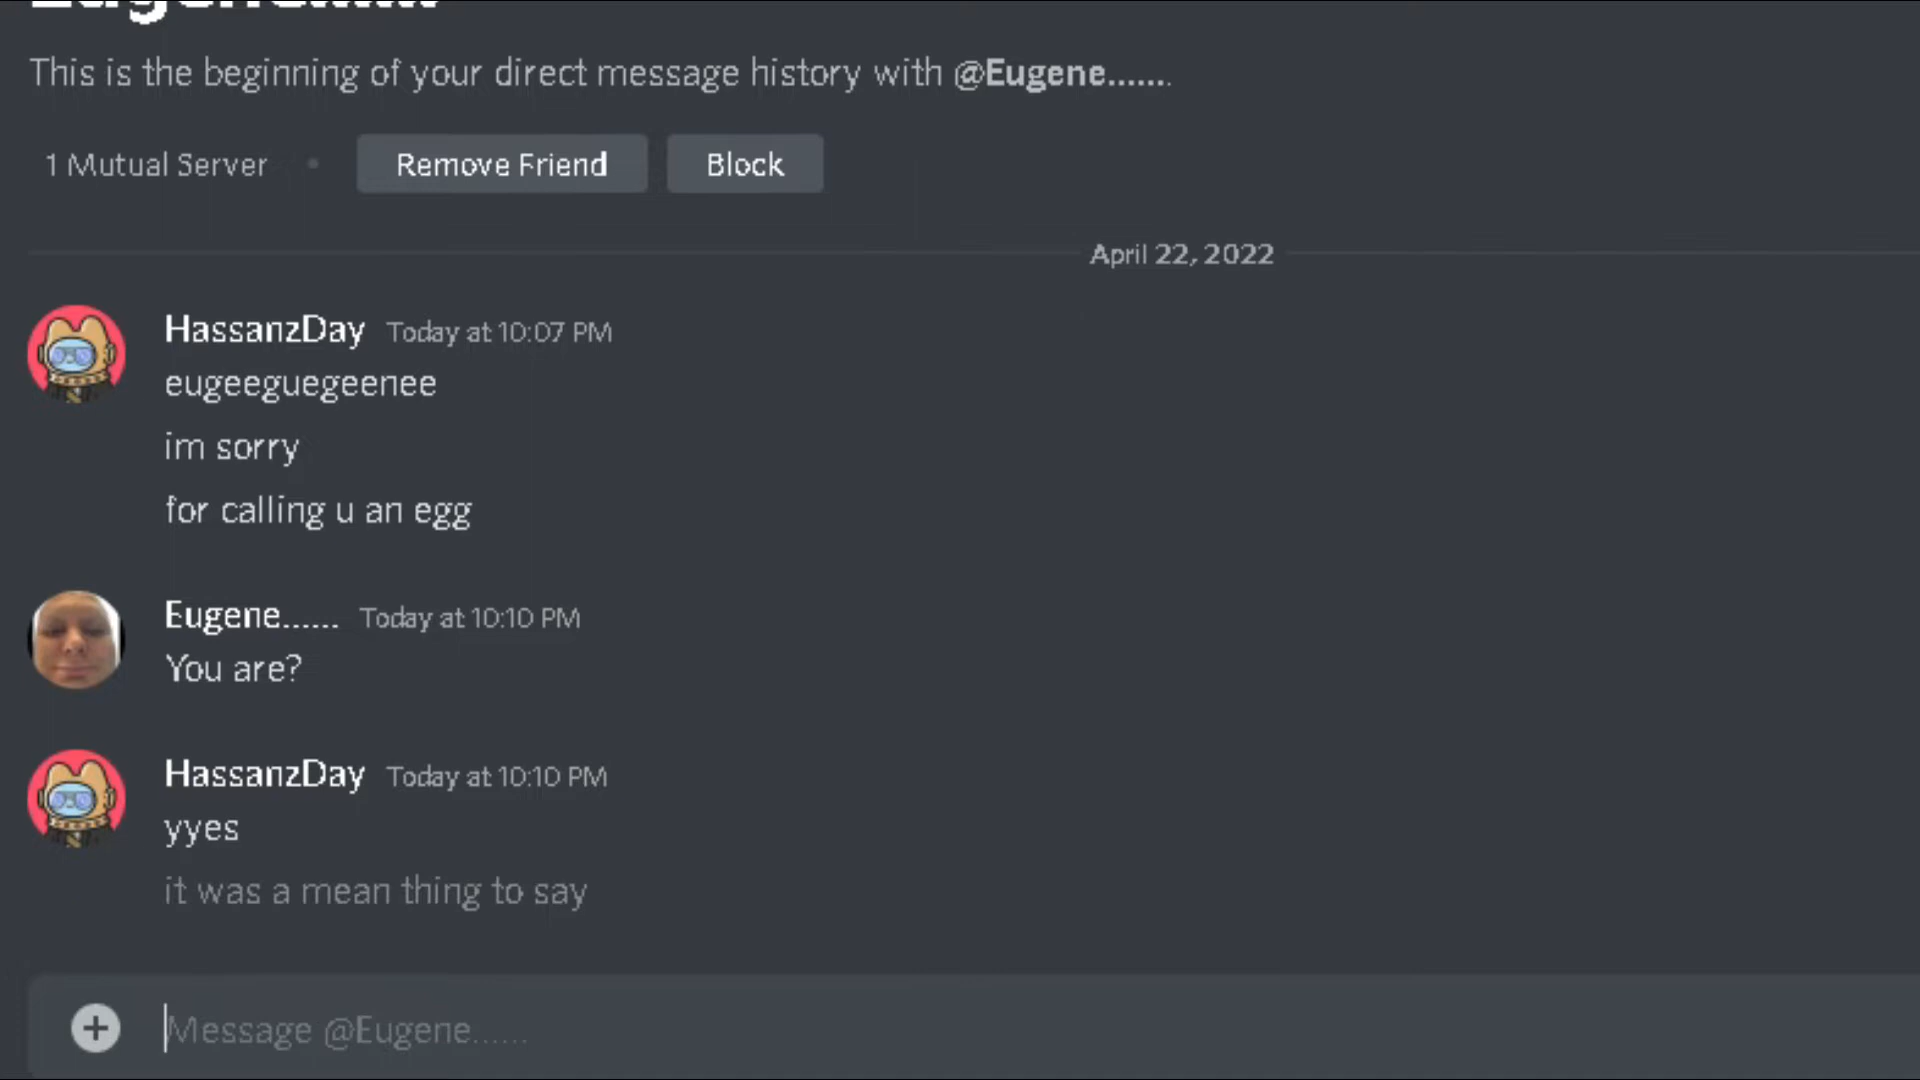 This is the beginning of your direct message history with @Eugene.......
1 Mutual Server
Remove Friend
Block
April 22, 2022
HassanzDay Today at 10:07 PM
eugeeguegeenee
im sorry
for calling u an egg
Eugene...... Today at 10:10 PM
You are?
HassanzDay Today at 10:10 PM
yyes
it was a mean thing to say
Message @Eugene......